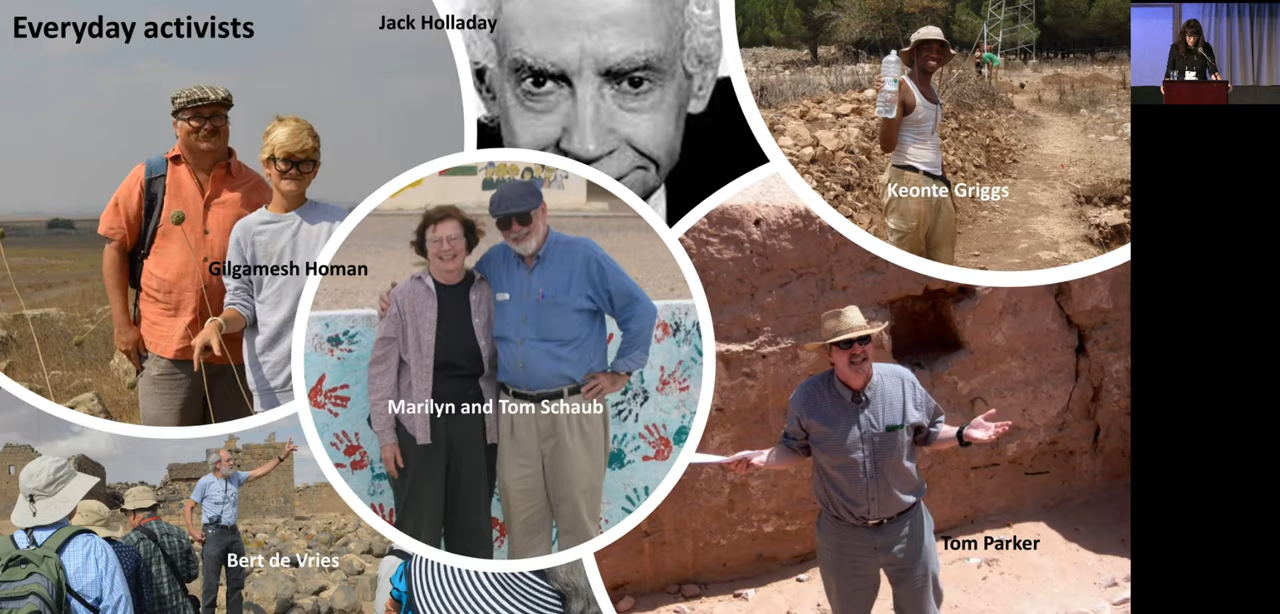 Everyday activists
Jack Holladay
Keonte Griggs
Gilgamesh Homan
Marilyn and Tom Schaub
Tom Parker
Bert de Vries